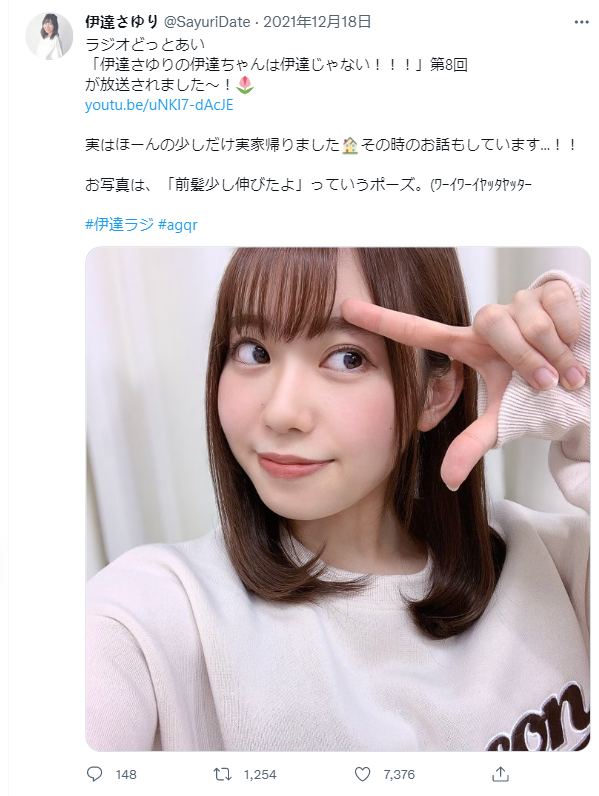 伊達さゆり @SayuriDate · 2021年12月18日
ラジオどっとあい
「伊達さゆりの伊達ちゃんは伊達じゃない！！！」第8回
が放送されました〜！🌷
youtu.be/uNKI7-dAcJE
実はほーんの少しだけ実家帰りました🏠その時のお話もしています...！！
お写真は、「前髪少し伸びたよ」っていうポーズ。(ﾜｰｲﾜｰｲﾔｯﾀﾔｯﾀｰ
#伊達ラジ #agqr
son
148 1,254 7,376